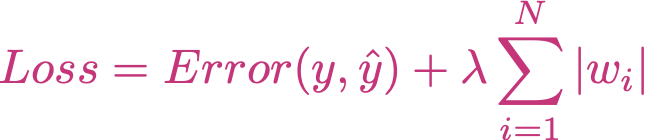 Loss = Error(y, ŷ) + λ ∑_{i=1}^{N} |w_i|